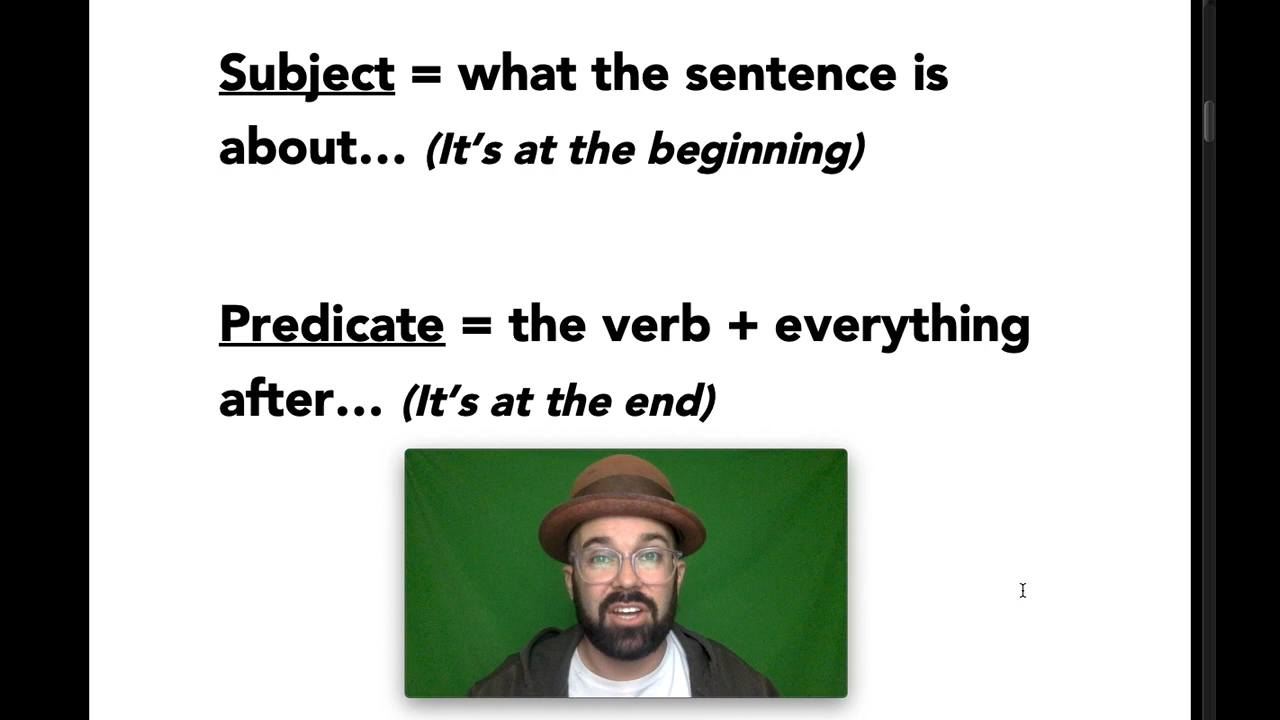 Subject = what the sentence is
about... (It's at the beginning)
Predicate = the verb + everything
after... (It's at the end)